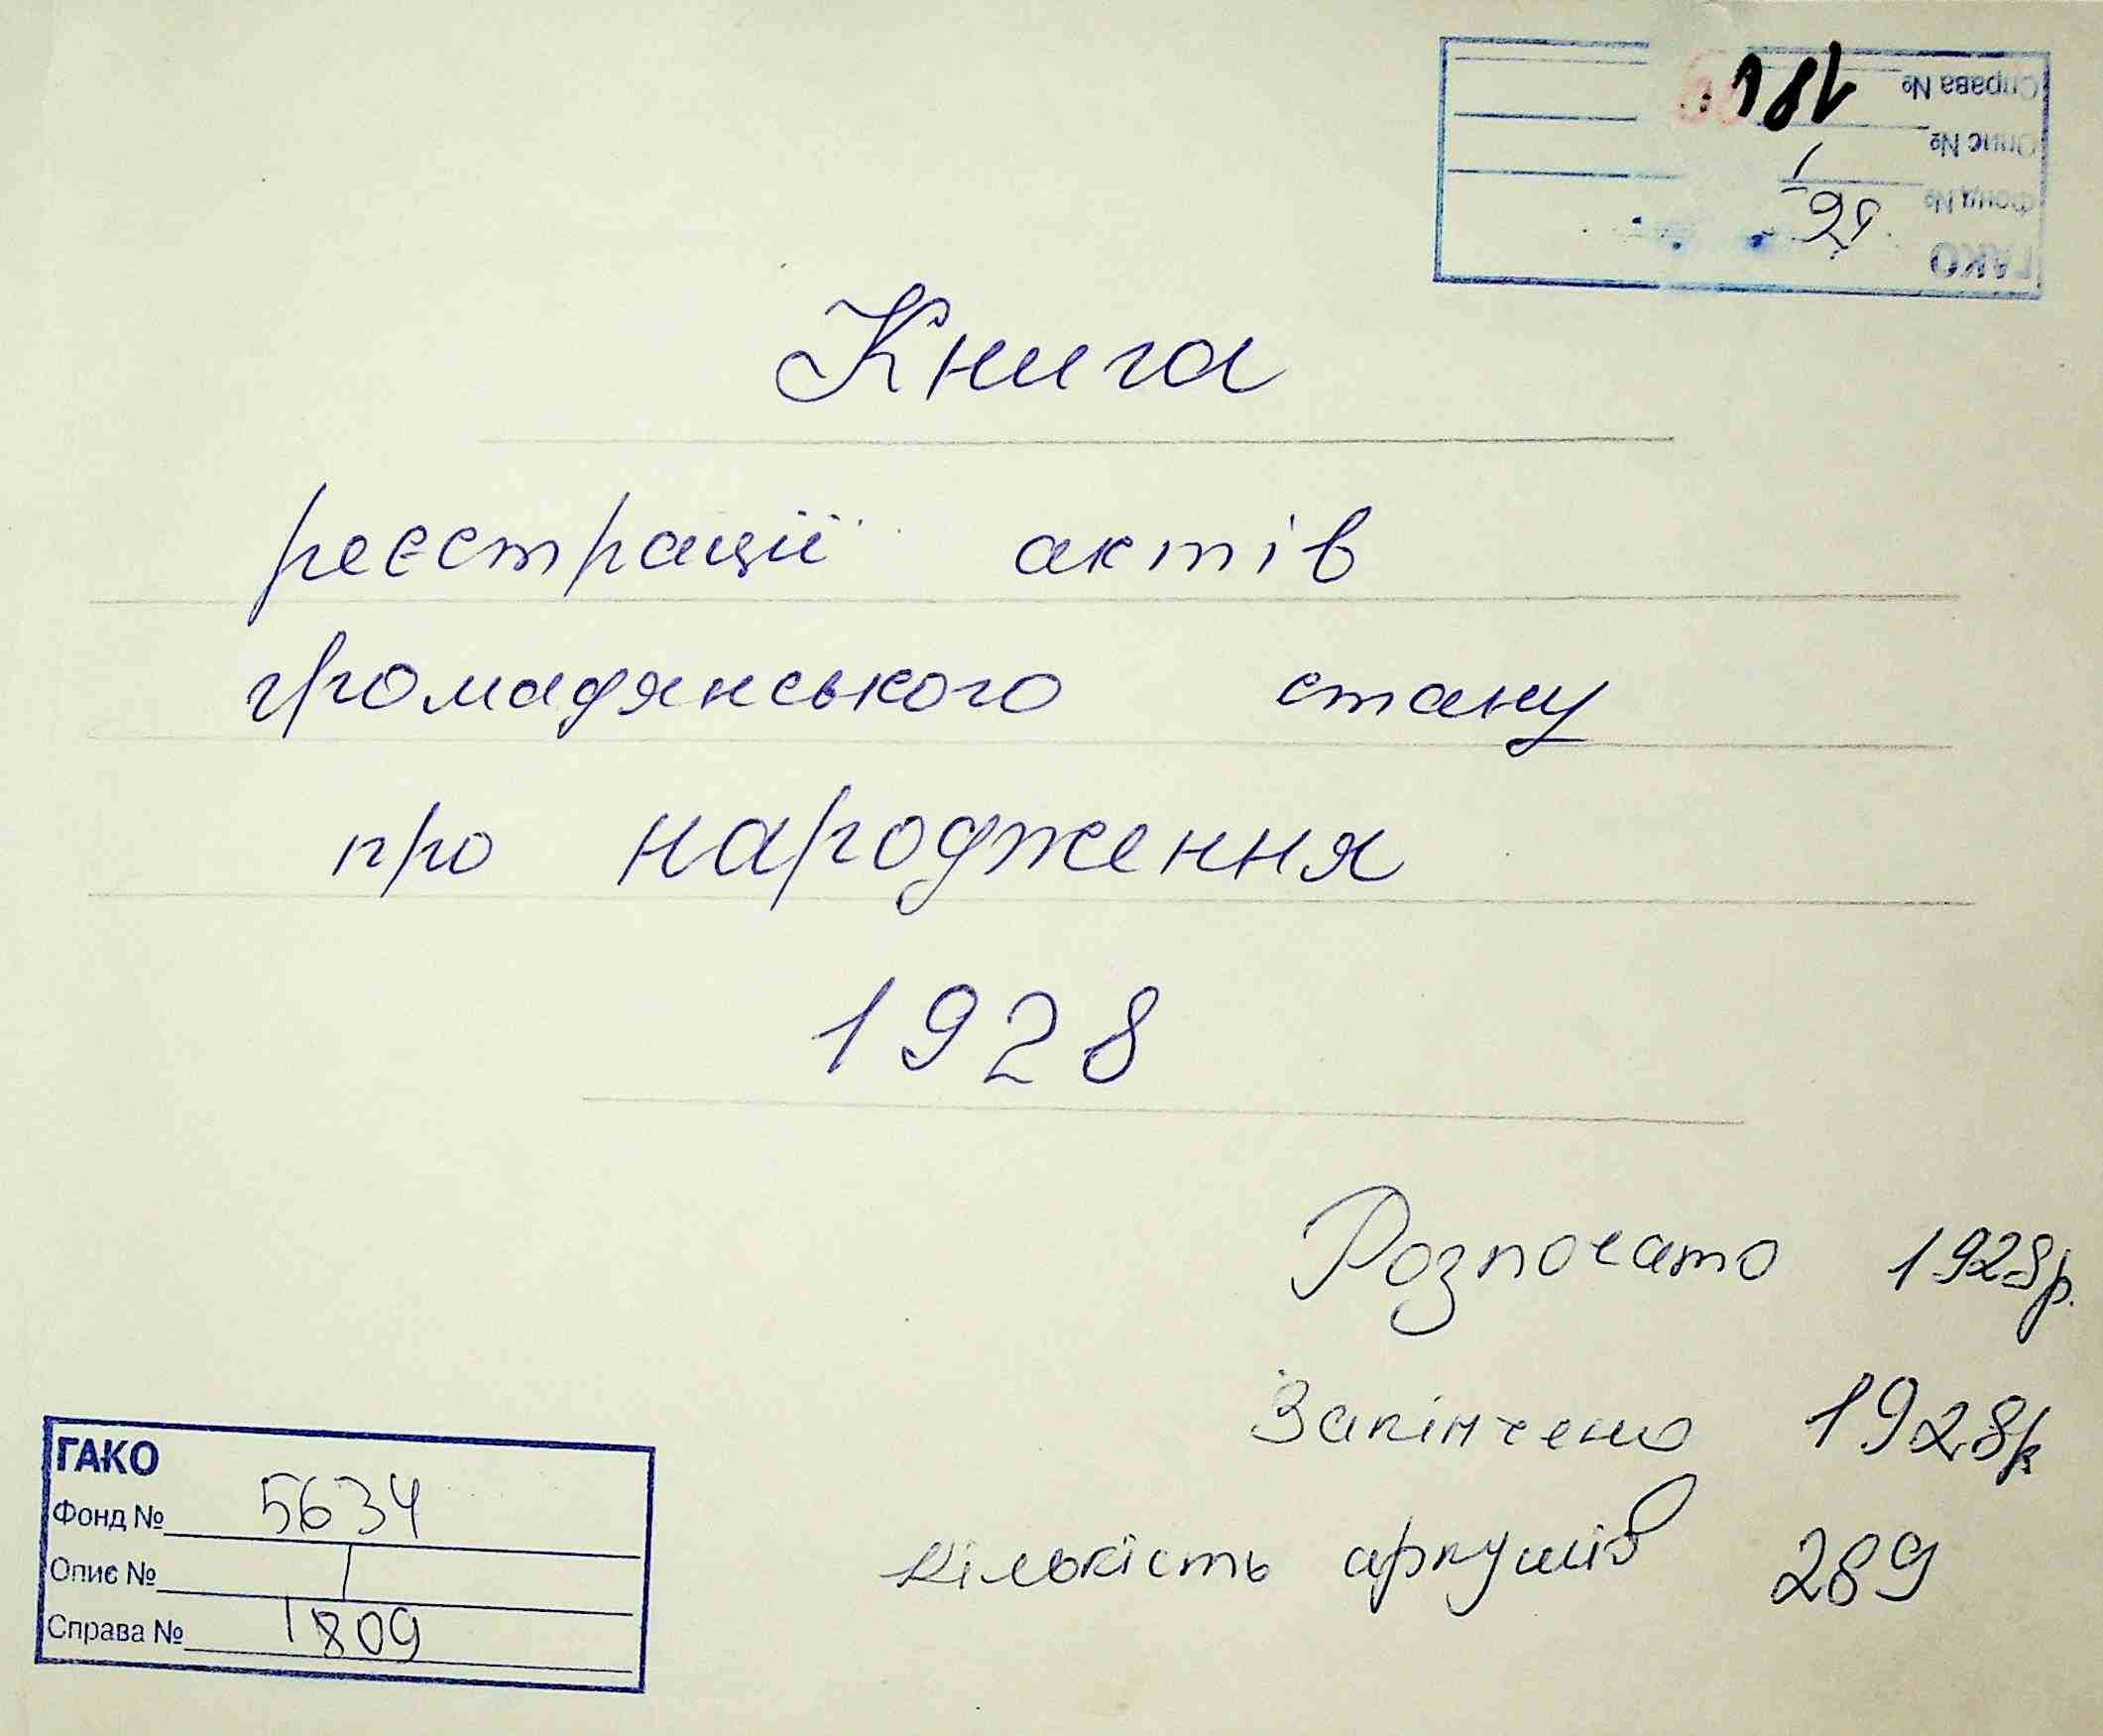 Справа №
Опис № 1
Фонд №
ГАКО
Книга
реєстрації актів
громадянського стану
про народження
1928
Розпочато 1928р.
Закінчено 1928р
кількість аркушів 289
ГАКО
Фонд № 5634
Опис № 1
Справа № 1809